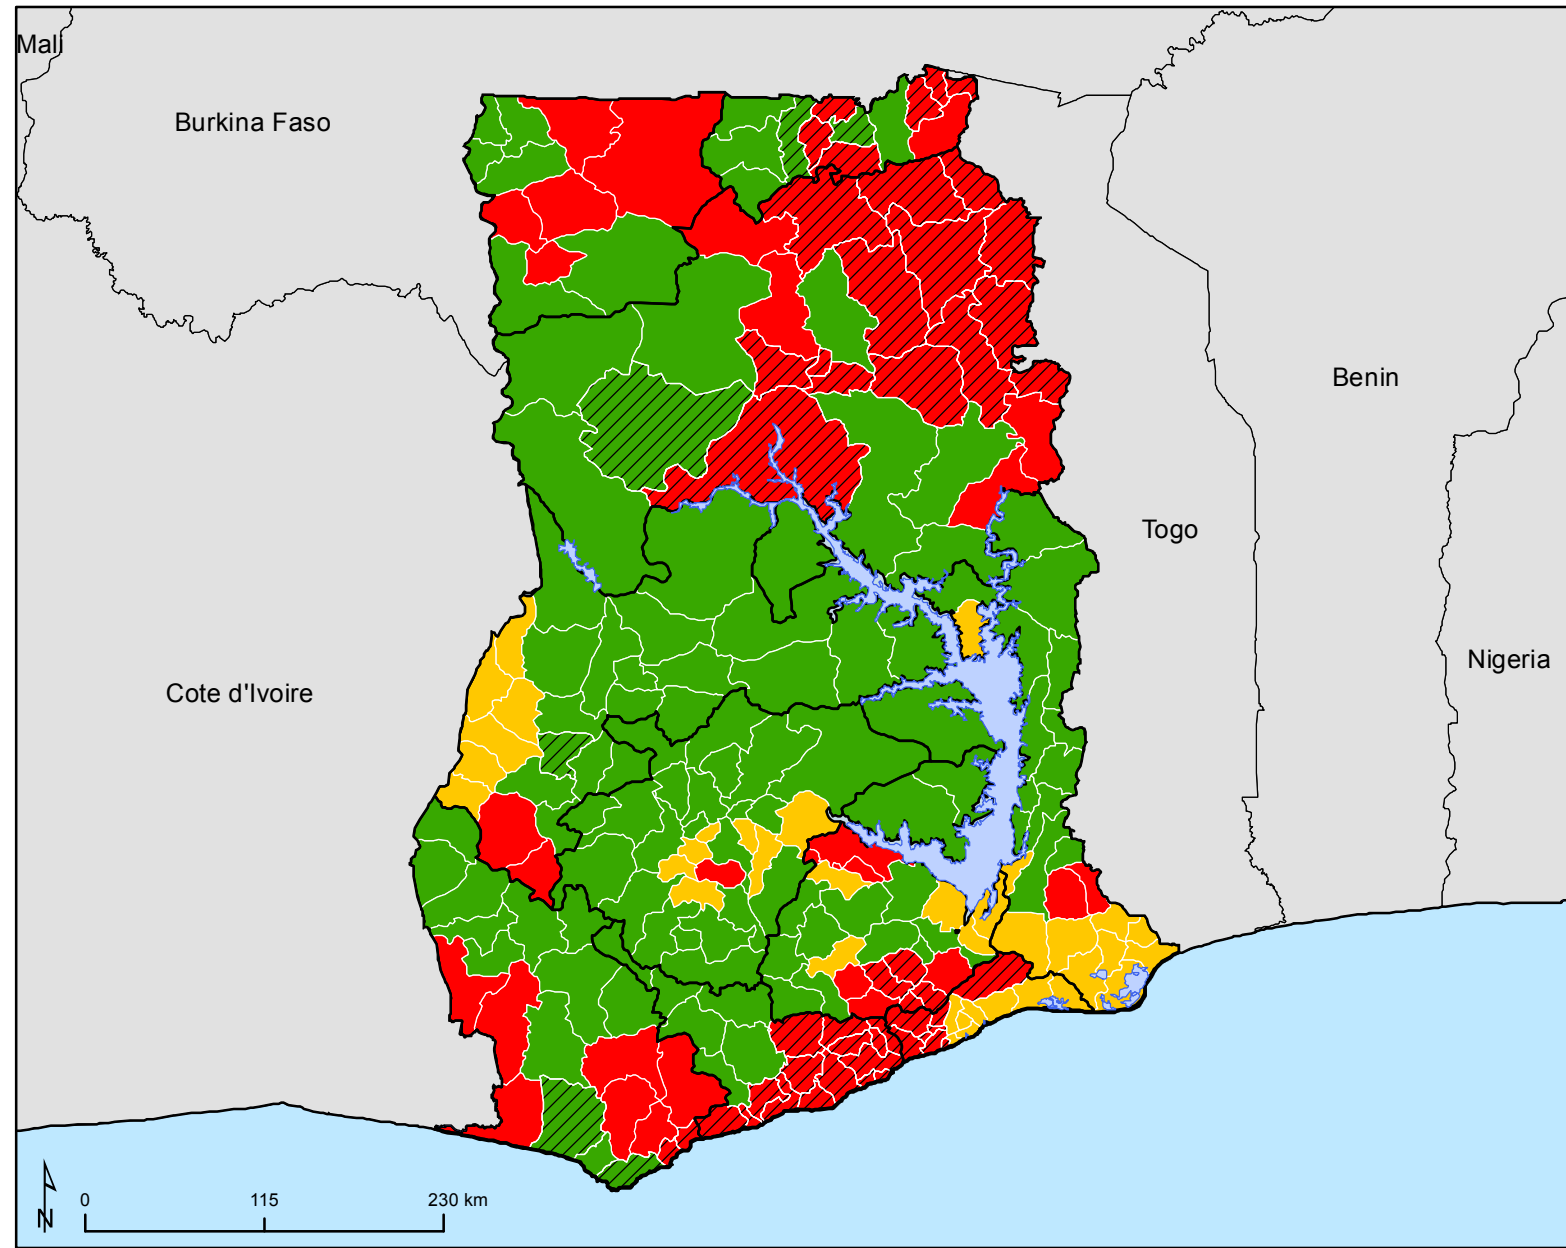 Mali
Burkina Faso
Benin
Togo
Nigeria
Cote d'Ivoire
N
0 115 230 km